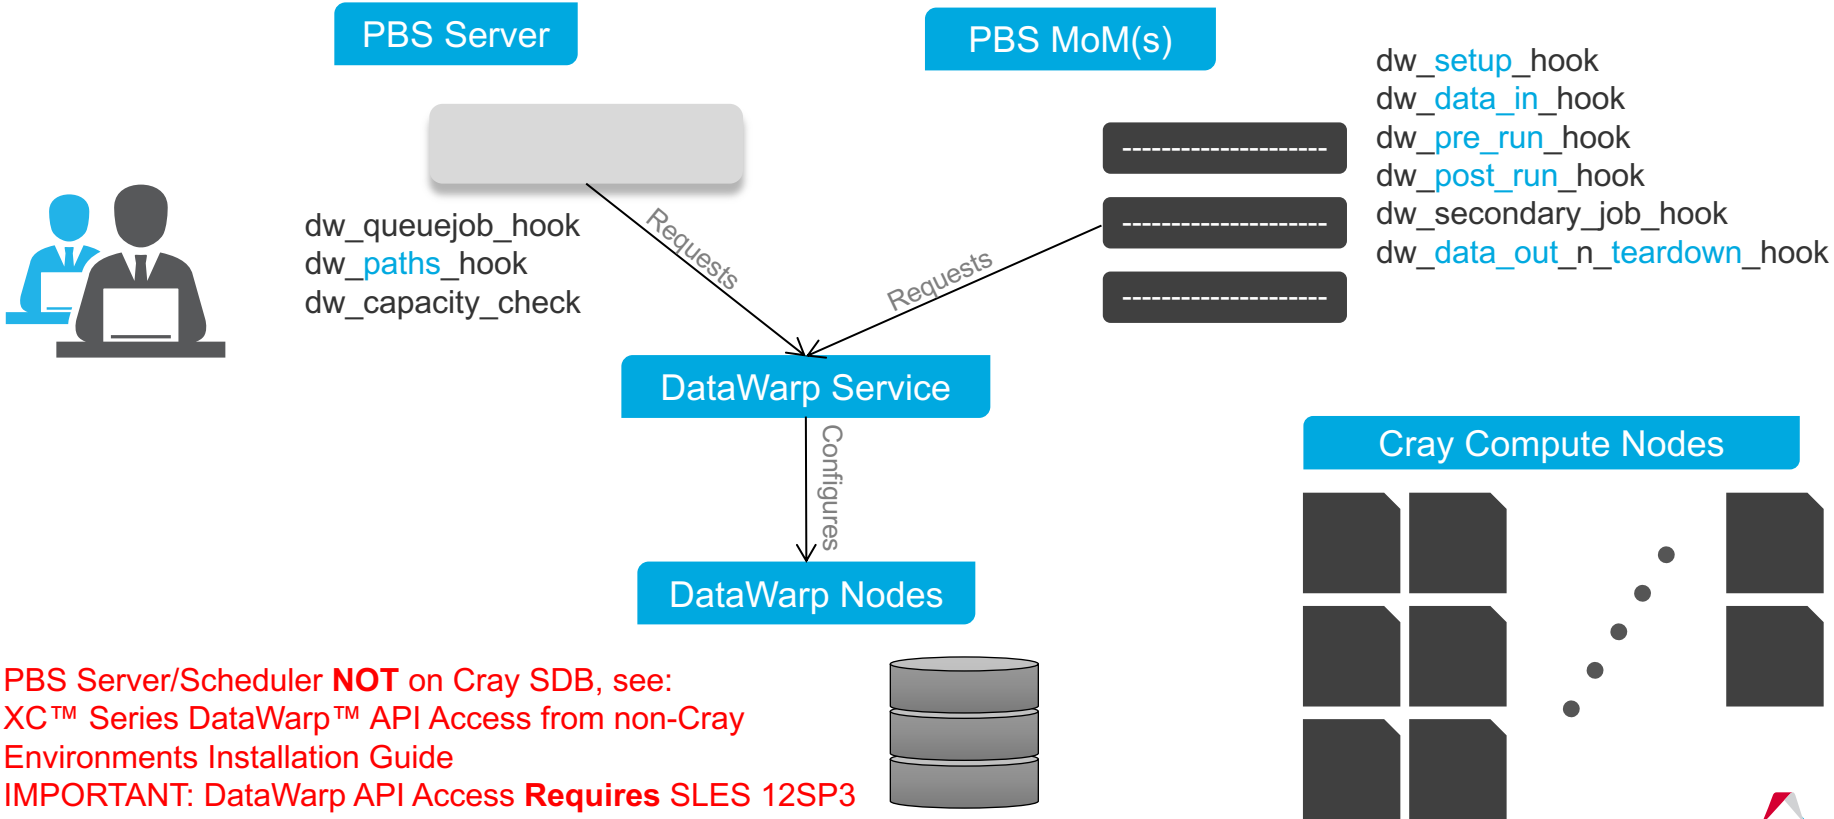 PBS Server
PBS MoM(s)
dw_setup_hook
dw_data_in_hook
dw_pre_run_hook
dw_post_run_hook
dw_secondary_job_hook
dw_data_out_n_teardown_hook
---------------------
---------------------
---------------------
dw_queuejob_hook
dw_paths_hook
dw_capacity_check
Requests
Requests
DataWarp Service
Configures
DataWarp Nodes
Cray Compute Nodes
PBS Server/Scheduler NOT on Cray SDB, see:
XC™ Series DataWarp™ API Access from non-Cray
Environments Installation Guide
IMPORTANT: DataWarp API Access Requires SLES 12SP3